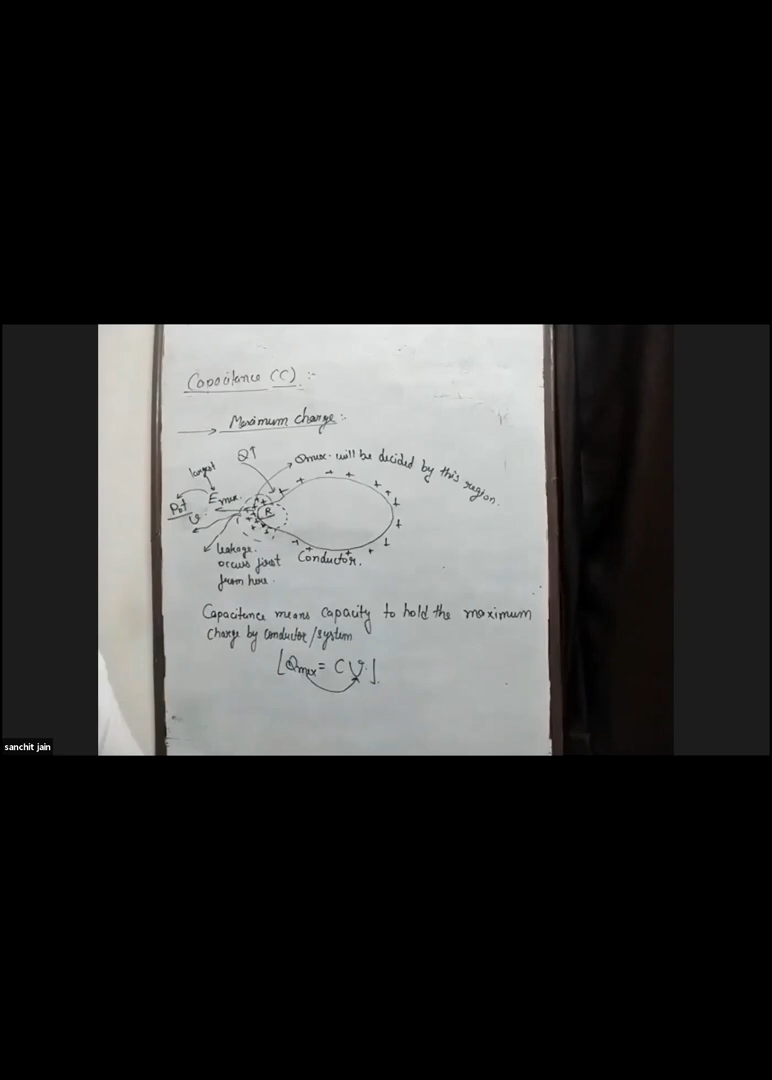 Capacitance (C) :-
→ Maximum charge :-
Q↑
Qmax. will be decided by this region.
largest
Emax.
Pot
R
leakage.
occurs first
from here.
Conductor.
Capacitance means capacity to hold the maximum
charge by conductor/system
[Qmax = CV].
sanchit jain